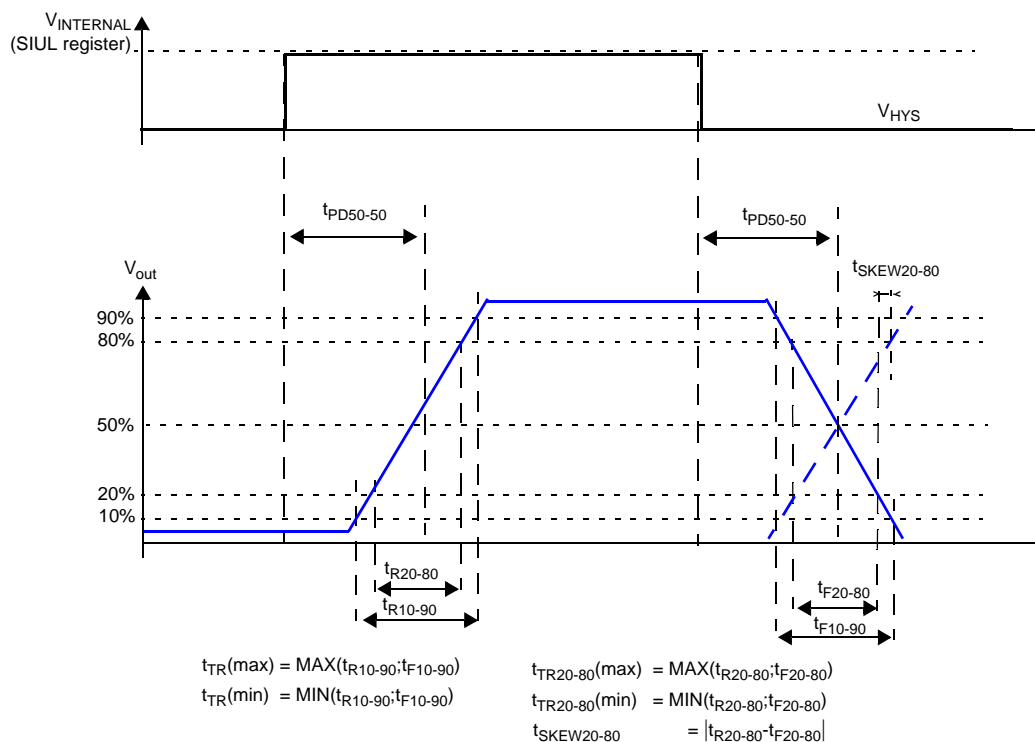 VINTERNAL
(SIUL register)
VHYS
tPD50-50
tPD50-50
tSKEW20-80
Vout
90%
80%
50%
20%
10%
tR20-80
tR10-90
tF20-80
tF10-90
tTR(max) = MAX(tR10-90;tF10-90)
tTR(min) = MIN(tR10-90;tF10-90)
tTR20-80(max) = MAX(tR20-80;tF20-80)
tTR20-80(min) = MIN(tR20-80;tF20-80)
tSKEW20-80 = |tR20-80-tF20-80|